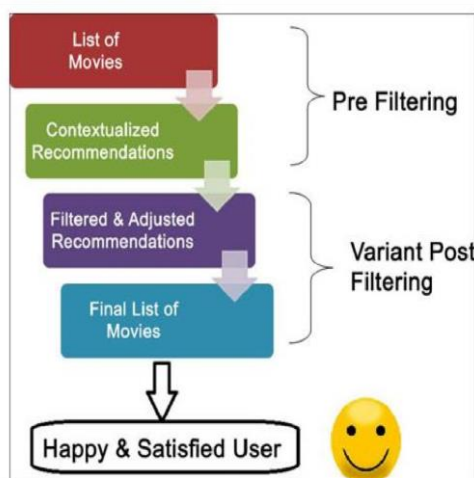 List of
Movies
Pre Filtering
Contextualized
Recommendations
Filtered & Adjusted
Recommendations
Variant Post
Filtering
Final List of
Movies
Happy & Satisfied User